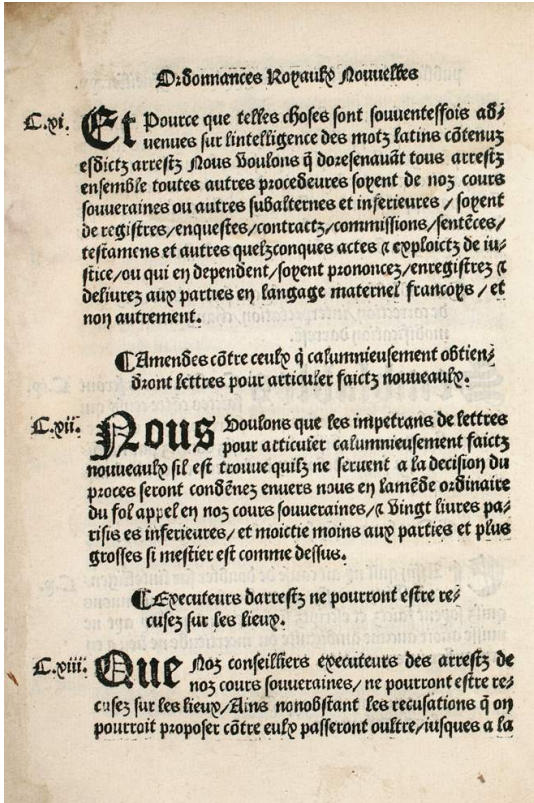 Ordonnances Royaulx Nouvelles
C.xi. Et Pource que telles choses sont souuenteffois ad-
uenues sur lintelligence des motz latins cõtenuz
esdictz arrestz Nous voulons q̃ doresenauãt tous arrestz
ensemble toutes autres procedeures soyent de noz cours
souueraines ou autres subalternes et inferieures / soyent
de registres/enquestes/contractz/commissions/sentẽces/
testamens et autres quelzconques actes ⁊ exploictz de iu-
stice/ou qui en dependent/soyent prononcez/enregistrez ⁊
deliurez aux parties en langage maternel francoys / et
non autrement.
¶Amendes cõtre ceulx q̇ calumnieusement obtien-
dront lettres pour articuler faictz nouueaulx.
C.xii. Nous voulons que les impetrans de lettres
pour articuler calumnieusement faictz
nouueaulx sil est trouue quilz ne seruent a la decision du
proces seront condẽnez enuers nous en lamẽde ordinaire
du fol appel en noz cours souueraines/⁊ vingt liures pa-
risis es inferieures/ et moictie moins aux parties et plus
grosses si mestier est comme dessus.
¶Executeurs darrestz ne pourront estre re-
cusez sur les lieux.
C.xiii. Que Noz conseilliers executeurs des arrestz de
noz cours souueraines/ ne pourront estre re-
cusez sur les lieux/Ains nonobstant les recusations q̃ on
pourroit proposer cõtre eulx passeront oultre/iusques a la